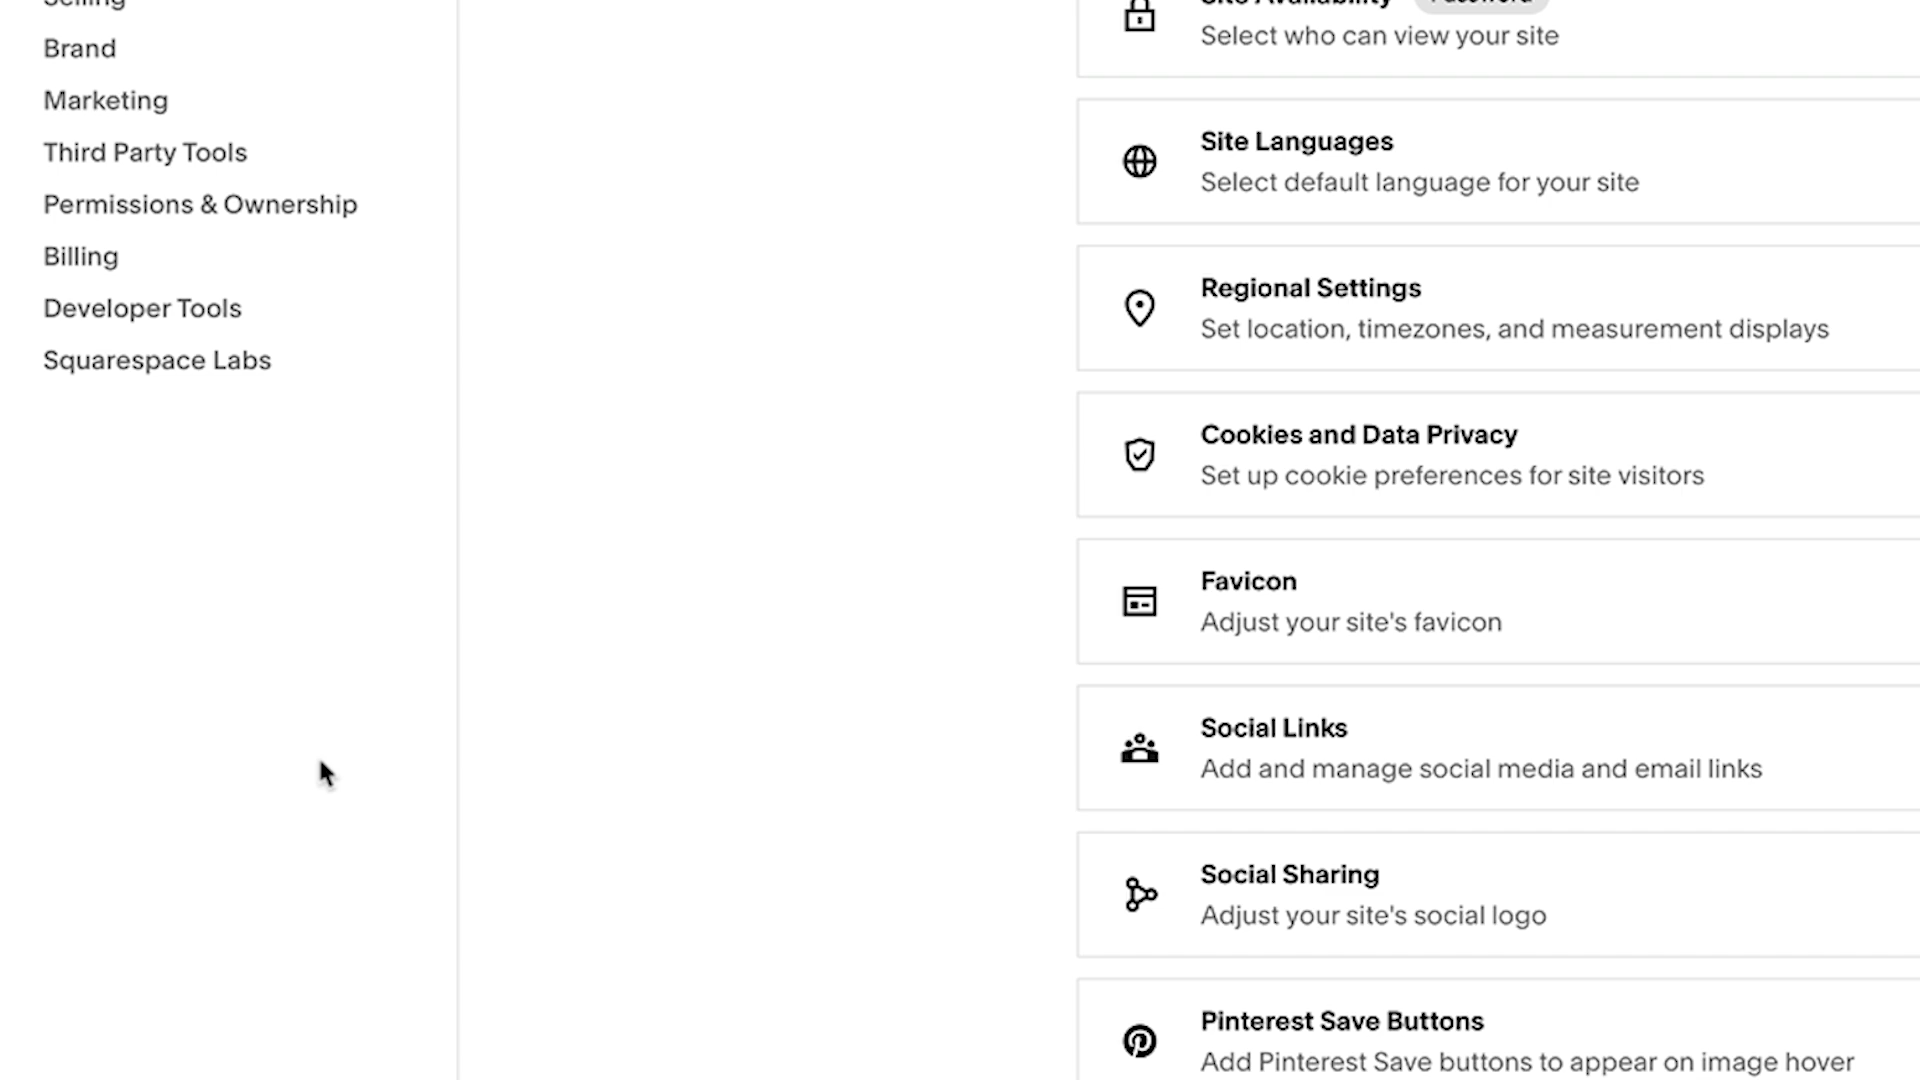 Selling
Brand
Marketing
Third Party Tools
Permissions & Ownership
Billing
Developer Tools
Squarespace Labs
Site Availability Password
Select who can view your site
Site Languages
Select default language for your site
Regional Settings
Set location, timezones, and measurement displays
Cookies and Data Privacy
Set up cookie preferences for site visitors
Favicon
Adjust your site's favicon
Social Links
Add and manage social media and email links
Social Sharing
Adjust your site's social logo
Pinterest Save Buttons
Add Pinterest Save buttons to appear on image hover